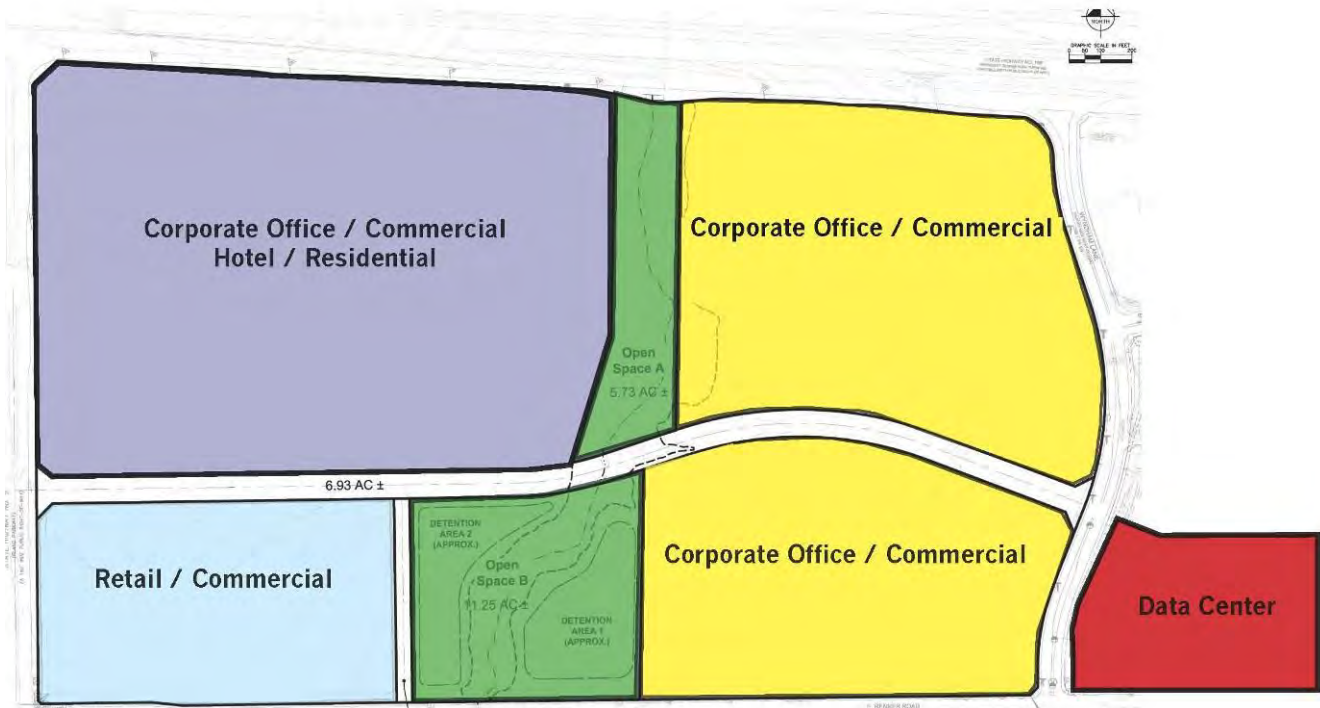 NORTH
GRAPHIC SCALE IN FEET
Corporate Office / Commercial
Hotel / Residential
Corporate Office / Commercial
WYNDHAM LANE
Open
Space A
5.73 AC ±
6.93 AC ±
DETENTION
AREA 2
(APPROX.)
Open
Space B
11.25 AC ±
DETENTION
AREA 1
(APPROX.)
Retail / Commercial
Corporate Office / Commercial
Data Center